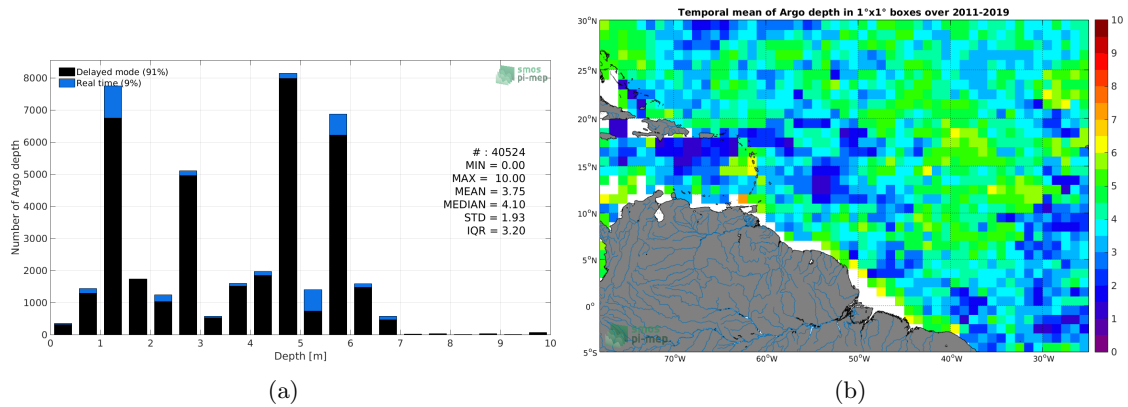 Delayed mode (91%)
Real time (9%)
smos
pi-mep
8000
7000
6000
5000
4000
3000
2000
1000
0
Number of Argo depth
# : 40524
MIN = 0.00
MAX = 10.00
MEAN = 3.75
MEDIAN = 4.10
STD = 1.93
IQR = 3.20
0 1 2 3 4 5 6 7 8 9 10
Depth [m]
(a)
Temporal mean of Argo depth in 1°x1° boxes over 2011-2019
30°N
25°N
20°N
15°N
10°N
5°N
0°
5°S
70°W 60°W 50°W 40°W 30°W
smos
pi-mep
10
9
8
7
6
5
4
3
2
1
0
(b)